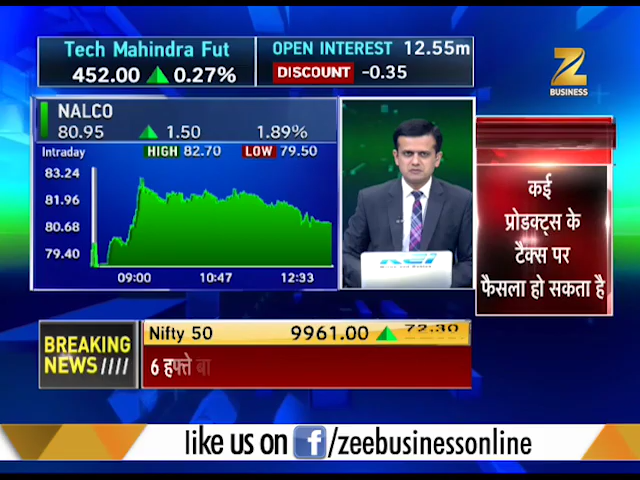 Tech Mahindra Fut
452.00 0.27%
OPEN INTEREST 12.55m
DISCOUNT -0.35
Z
BUSINESS
NALCO
80.95 1.50 1.89%
Intraday HIGH 82.70 LOW 79.50
83.24
81.96
80.68
79.40
09:00 10:47 12:33
KEI
कई
प्रोडक्ट्स के
टैक्स पर
फैसला हो सकता है
BREAKING
NEWS ////
Nifty 50 9961.00 72.30
6 हफ्ते बा
like us on f/zeebusinessonline